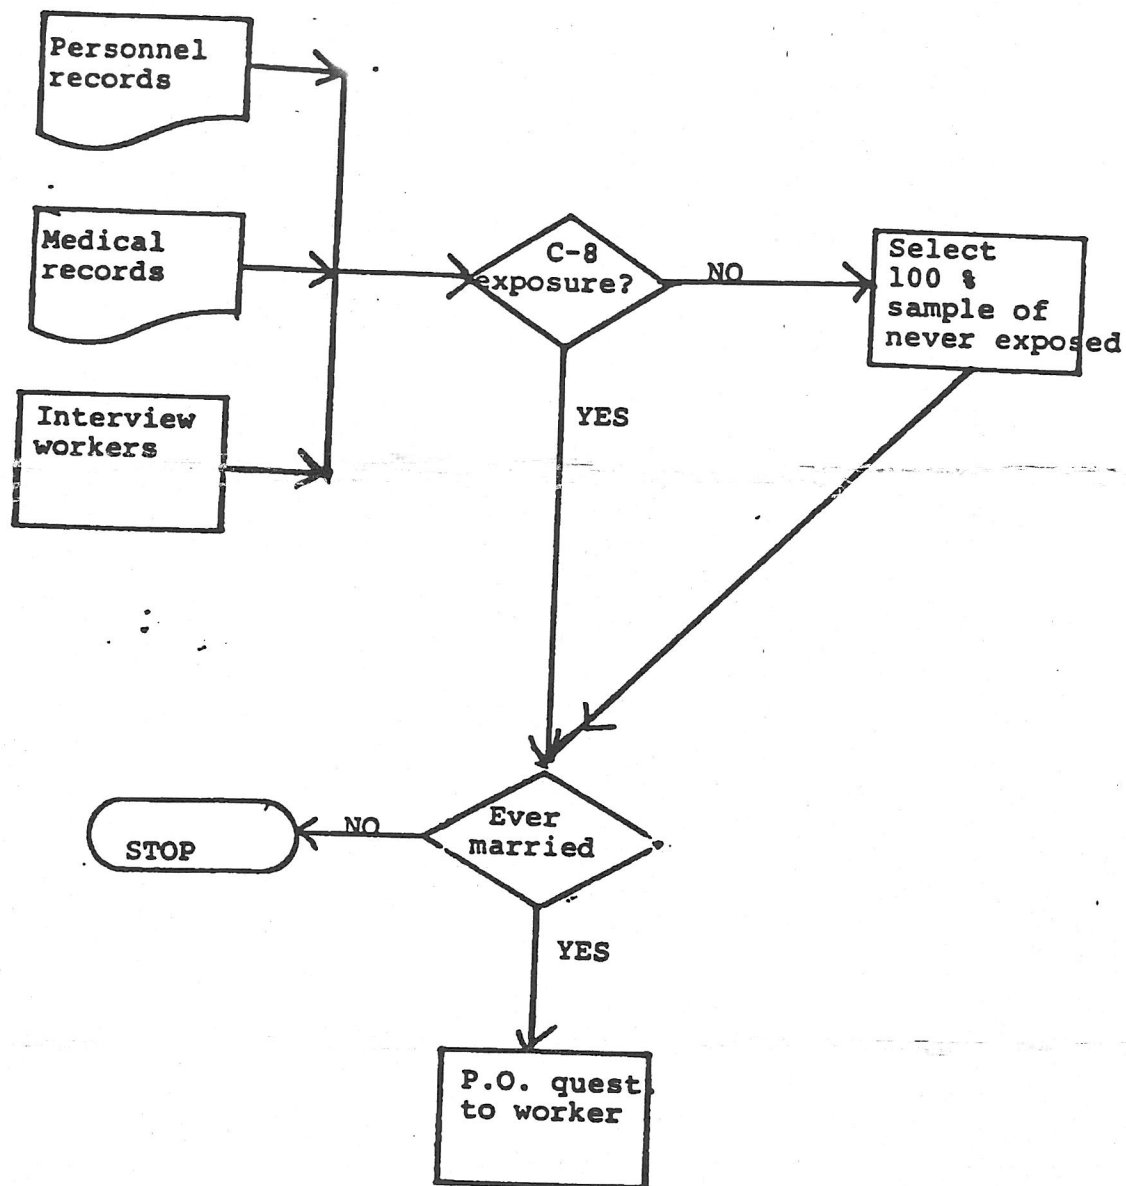 Personnel
records
Medical
records
Interview
workers
C-8
exposure?
NO
Select
100 %
sample of
never exposed
YES
Ever
married
NO
STOP
YES
P.O. quest.
to worker